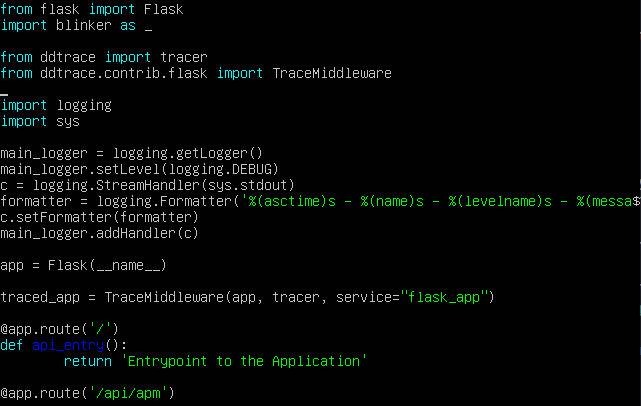 from flask import Flask
import blinker as _
from ddtrace import tracer
from ddtrace.contrib.flask import TraceMiddleware
import logging
import sys
main_logger = logging.getLogger()
main_logger.setLevel(logging.DEBUG)
c = logging.StreamHandler(sys.stdout)
formatter = logging.Formatter('%(asctime)s - %(name)s - %(levelname)s - %(messa$
c.setFormatter(formatter)
main_logger.addHandler(c)
app = Flask(__name__)
traced_app = TraceMiddleware(app, tracer, service="flask_app")
@app.route('/')
def api_entry():
        return 'Entrypoint to the Application'
@app.route('/api/apm')